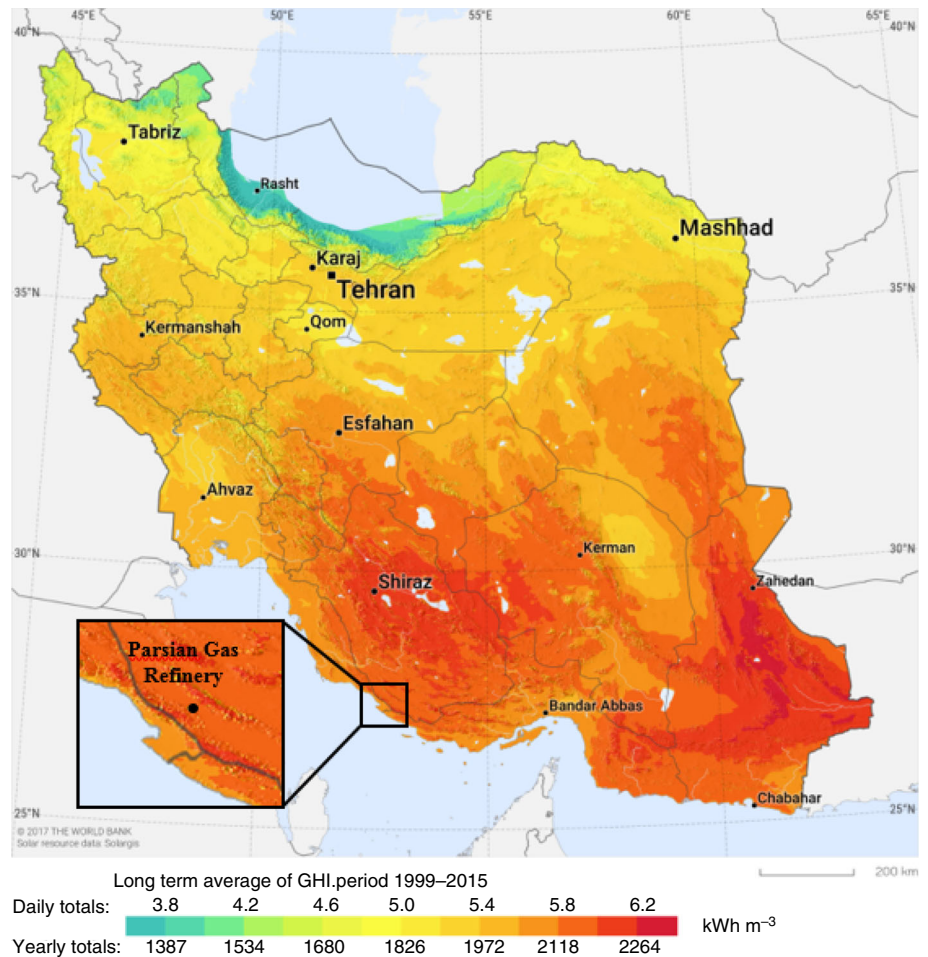 45°E 50°E 55°E 60°E 65°E
40°N 40°N
Tabriz
Rasht
Mashhad
Karaj
Tehran
35°N 35°N
Qom
Kermanshah
Esfahan
Ahvaz
30°N 30°N
Kerman
Shiraz
Zahedan
Parsian Gas
Refinery
Bandar Abbas
Chabahar
25°N 25°N
© 2017 THE WORLD BANK
Solar resource data: Solargis
200 km
Long term average of GHI.period 1999–2015
Daily totals: 3.8 4.2 4.6 5.0 5.4 5.8 6.2
kWh m–3
Yearly totals: 1387 1534 1680 1826 1972 2118 2264